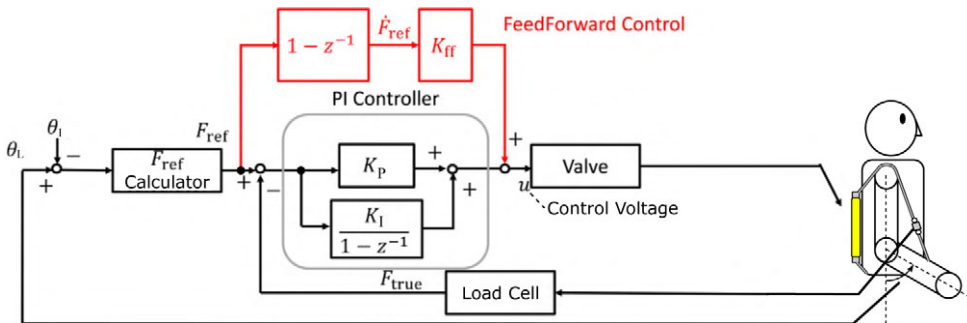 FeedForward Control
1 − z⁻¹
Ḟref
Kff
PI Controller
θL
θI
−
+
Fref
Fref
Calculator
+
−
KP
+
+
KI
1 − z⁻¹
+
+
u
Valve
Control Voltage
Ftrue
Load Cell